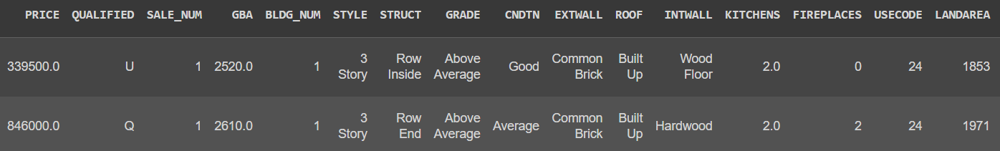 PRICE QUALIFIED SALE_NUM GBA BLDG_NUM STYLE STRUCT GRADE CNDTN EXTWALL ROOF INTWALL KITCHENS FIREPLACES USECODE LANDAREA
339500.0 U 1 2520.0 1 3 Story Row Inside Above Average Good Common Brick Built Up Wood Floor 2.0 0 24 1853
846000.0 Q 1 2610.0 1 3 Story Row End Above Average Average Common Brick Built Up Hardwood 2.0 2 24 1971